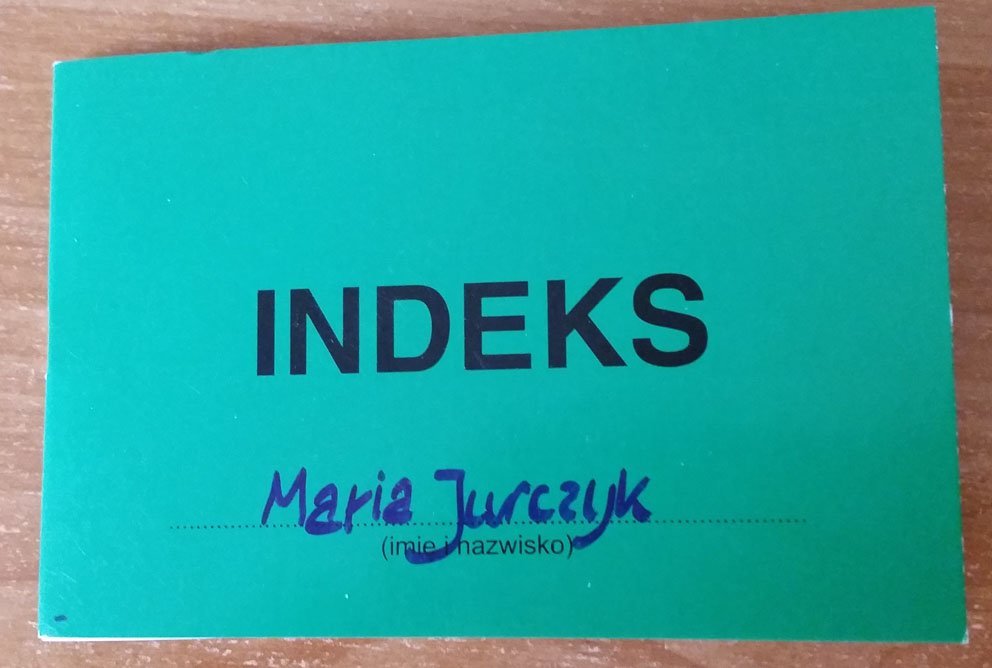 INDEKS
Maria Jurczyk
(imię i nazwisko)